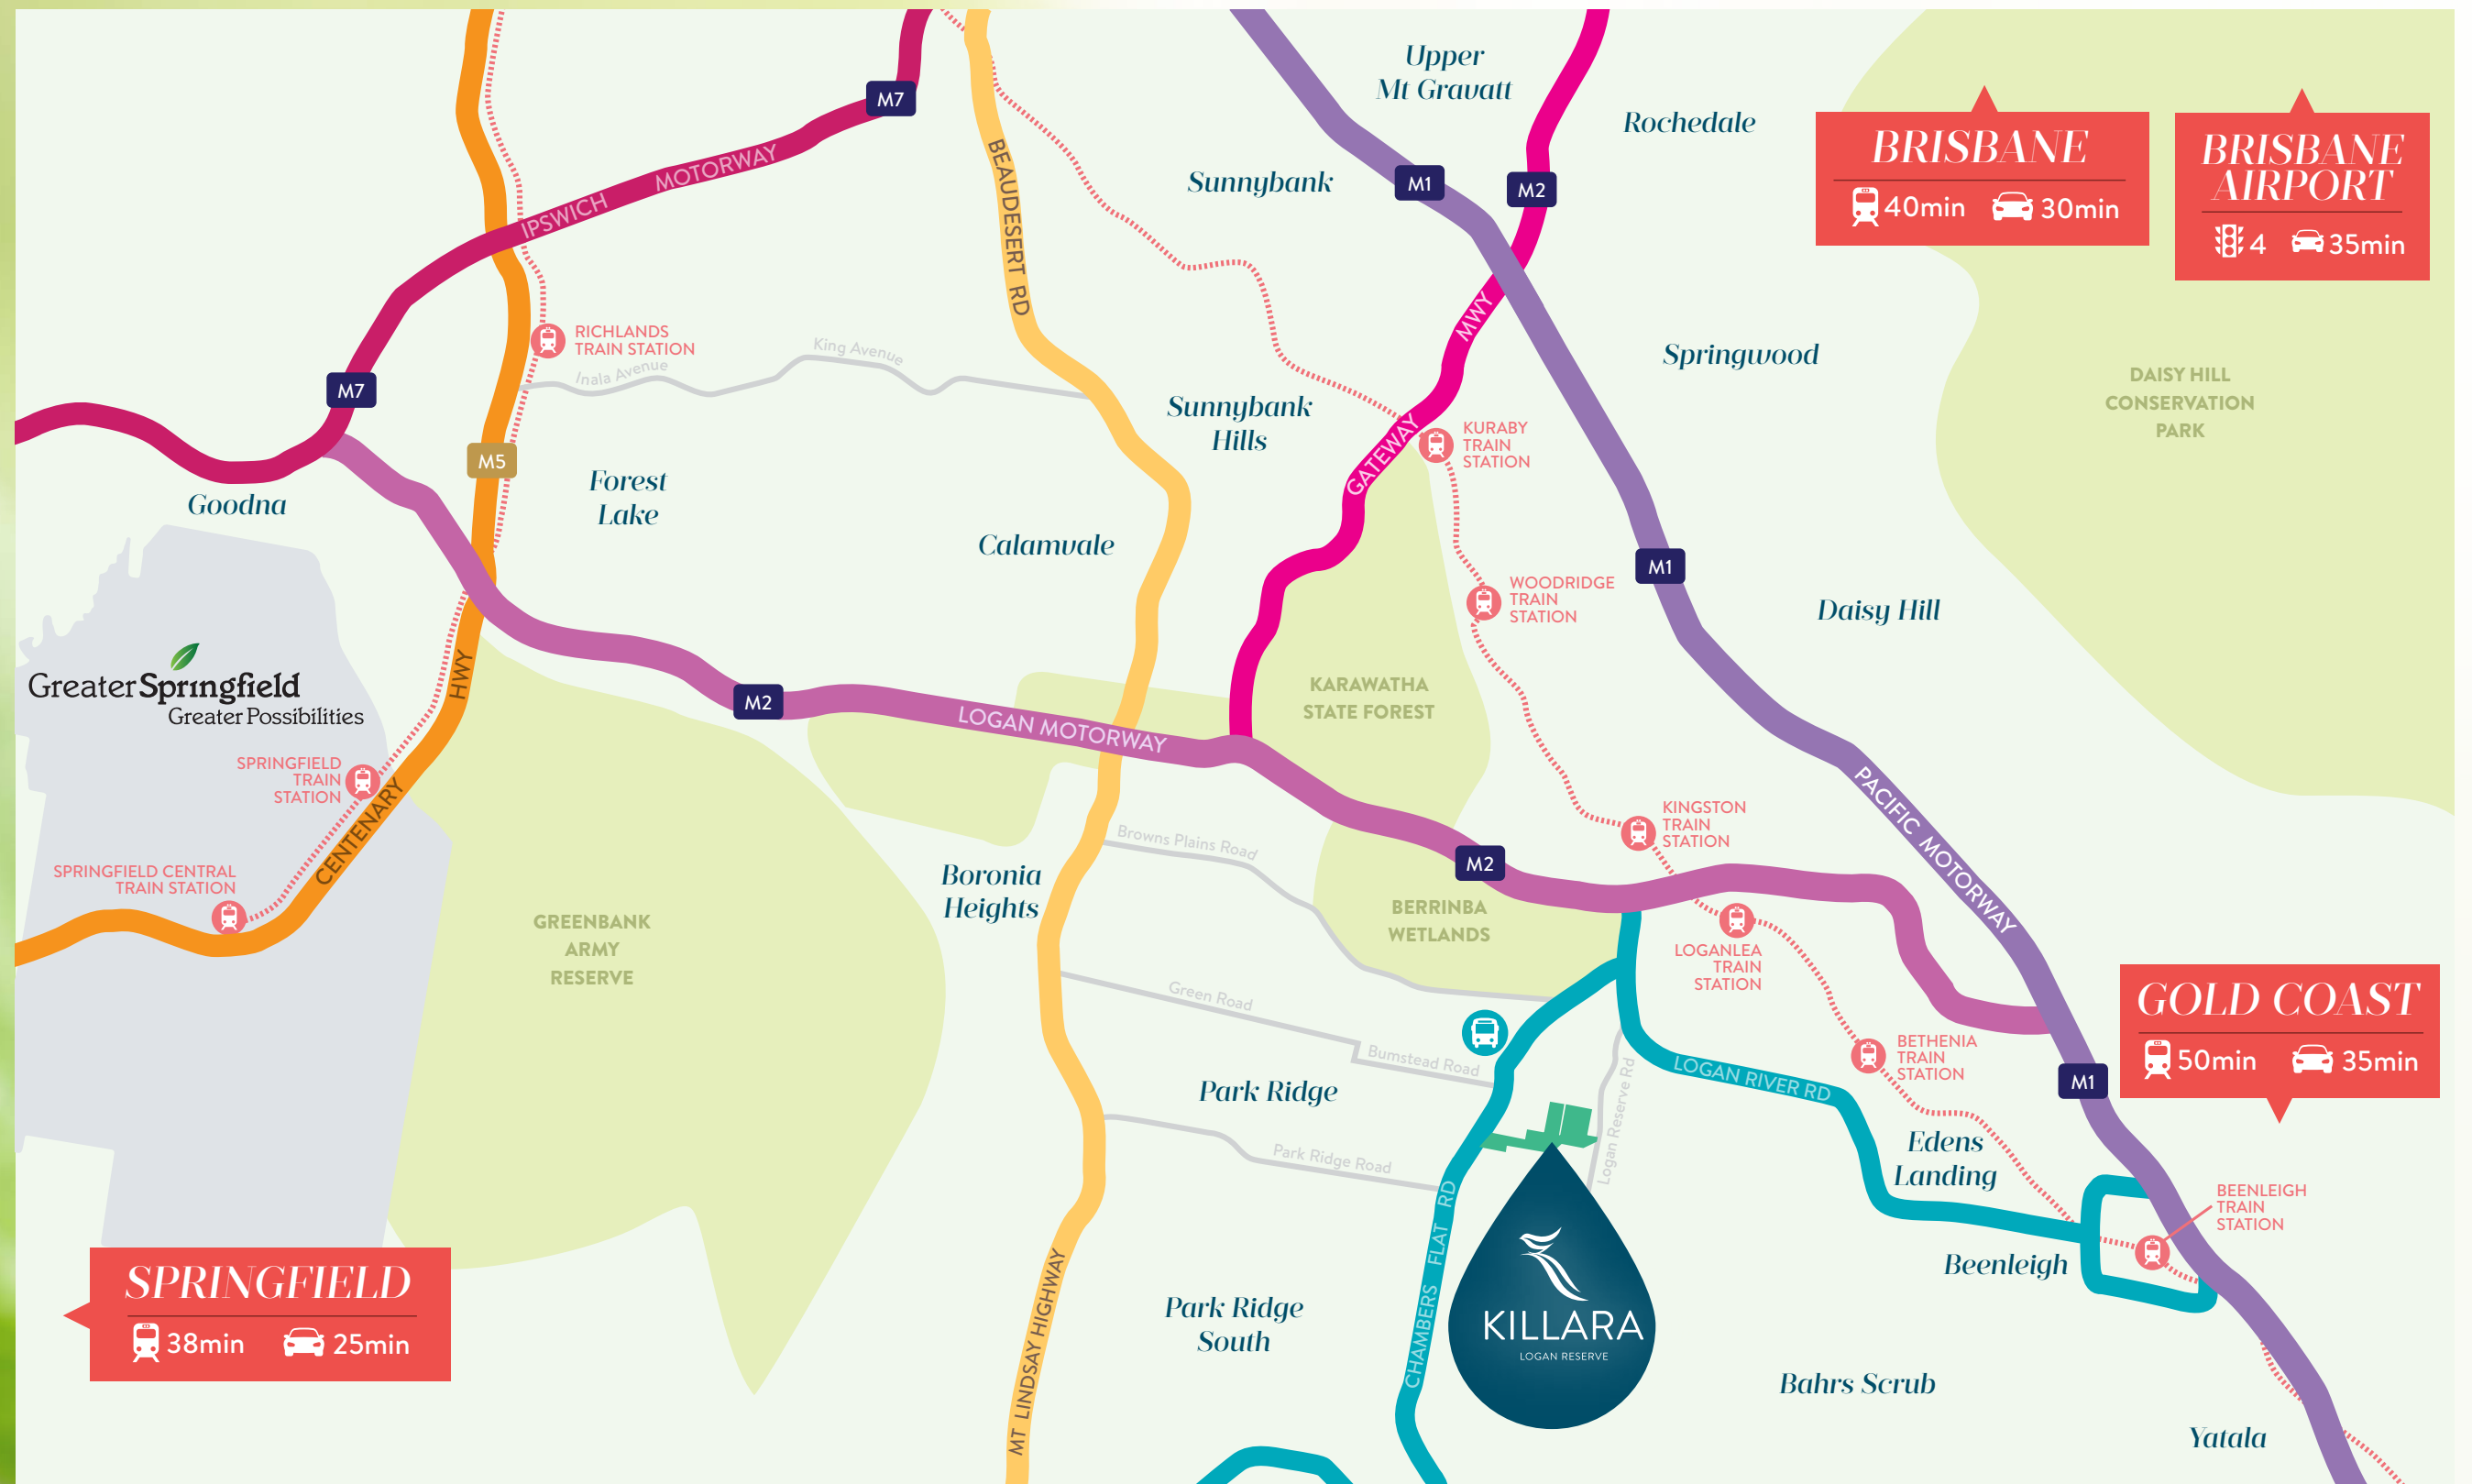 Upper
Mt Gravatt
Rochedale
M7
BRISBANE
40min 30min
BRISBANE
AIRPORT
4 35min
Sunnybank
M1
M2
IPSWICH MOTORWAY
BEAUDESERT RD
RICHLANDS
TRAIN STATION
King Avenue
Inala Avenue
MWY
Springwood
M7
DAISY HILL
CONSERVATION
PARK
Sunnybank
Hills
KURABY
TRAIN
STATION
GATEWAY
M5
Goodna
Forest
Lake
Calamvale
M1
WOODRIDGE
TRAIN
STATION
Daisy Hill
Greater Springfield
Greater Possibilities
HWY
M2
LOGAN MOTORWAY
KARAWATHA
STATE FOREST
SPRINGFIELD
TRAIN
STATION
CENTENARY
PACIFIC MOTORWAY
KINGSTON
TRAIN
STATION
Browns Plains Road
M2
SPRINGFIELD CENTRAL
TRAIN STATION
Boronia
Heights
GREENBANK
ARMY
RESERVE
BERRINBA
WETLANDS
LOGANLEA
TRAIN
STATION
Green Road
Bumstead Road
GOLD COAST
50min 35min
M1
BETHENIA
TRAIN
STATION
LOGAN RIVER RD
Logan Reserve Rd
Park Ridge
Park Ridge Road
Edens
Landing
BEENLEIGH
TRAIN
STATION
Beenleigh
SPRINGFIELD
38min 25min
MT LINDSAY HIGHWAY
Park Ridge
South
CHAMBERS FLAT RD
KILLARA
LOGAN RESERVE
Bahrs Scrub
Yatala